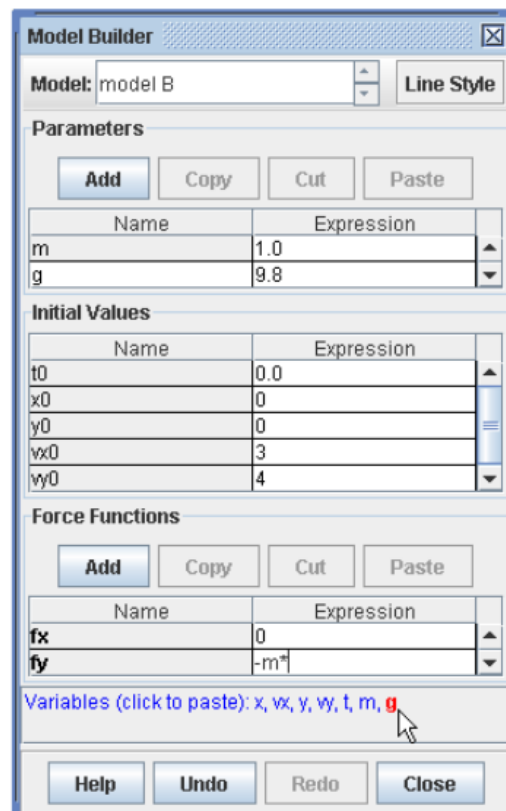 Model Builder
Model: model B Line Style
Parameters
Add Copy Cut Paste
Name Expression
m 1.0
g 9.8
Initial Values
Name Expression
t0 0.0
x0 0
y0 0
vx0 3
vy0 4
Force Functions
Add Copy Cut Paste
Name Expression
fx 0
fy -m*
Variables (click to paste): x, vx, y, vy, t, m, g
Help Undo Redo Close